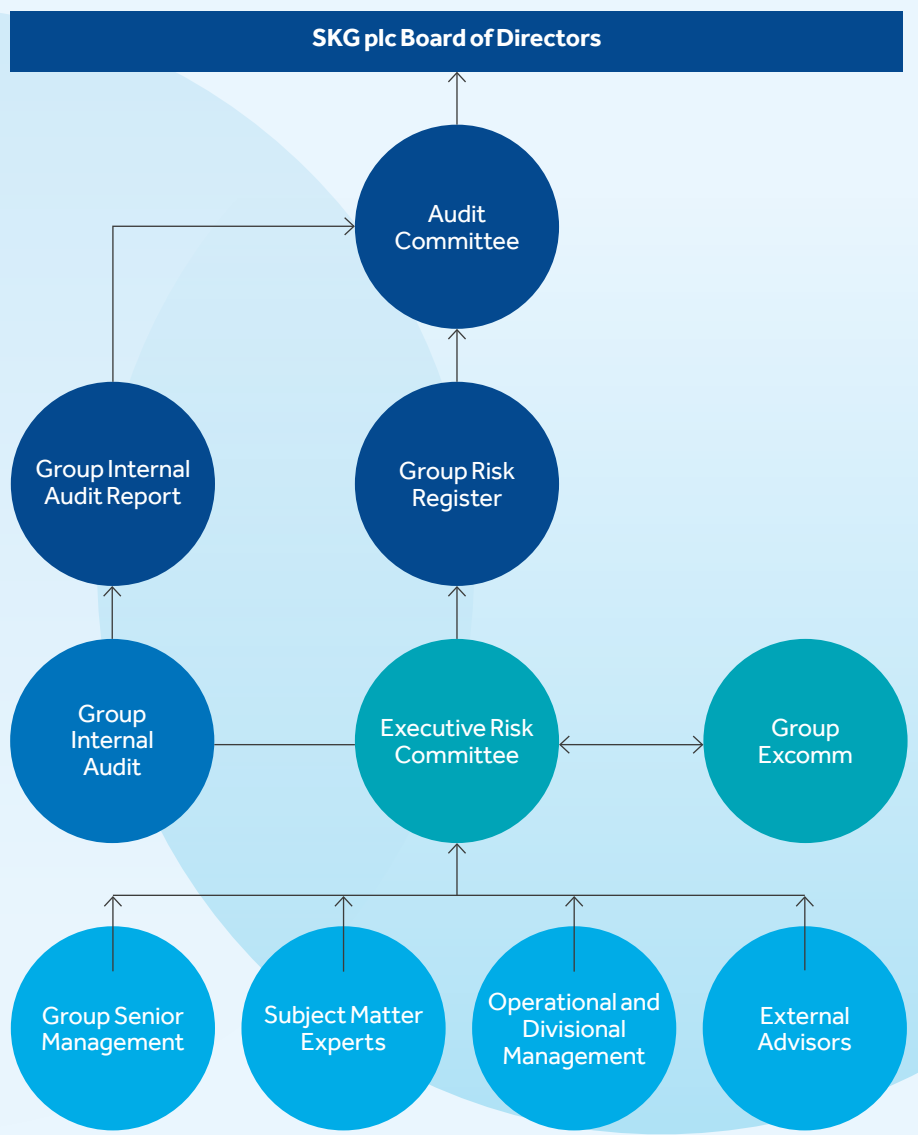 SKG plc Board of Directors
Audit
Committee
Group Internal
Audit Report
Group Risk
Register
Group
Internal
Audit
Executive Risk
Committee
Group
Excomm
Group Senior
Management
Subject Matter
Experts
Operational and
Divisional
Management
External
Advisors